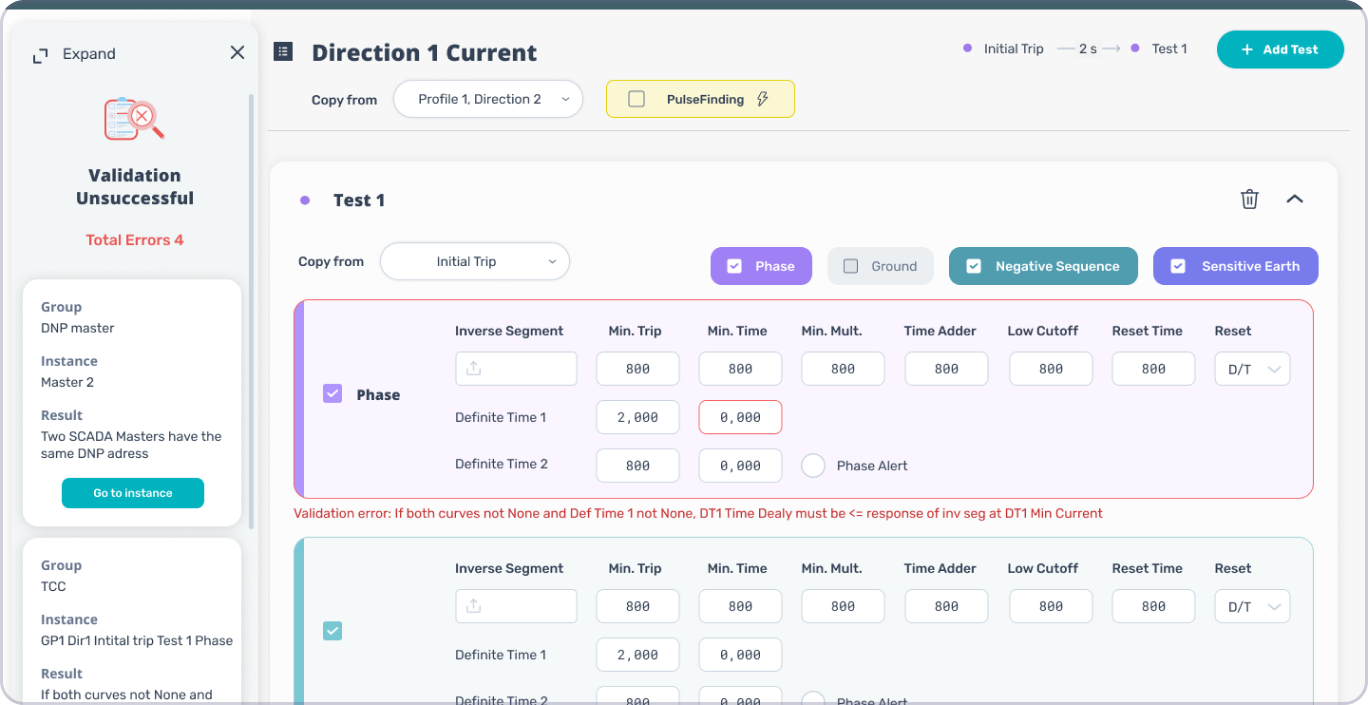 Expand
Validation
Unsuccessful
Total Errors 4
Group
DNP master
Instance
Master 2
Result
Two SCADA Masters have the
same DNP adress
Go to instance
Group
TCC
Instance
GP1 Dir1 Intital trip Test 1 Phase
Result
If both curves not None and
Direction 1 Current
Initial Trip 2 s Test 1
+ Add Test
Copy from Profile 1, Direction 2 PulseFinding
Test 1
Copy from Initial Trip Phase Ground Negative Sequence Sensitive Earth
Inverse Segment Min. Trip Min. Time Min. Mult. Time Adder Low Cutoff Reset Time Reset
800 800 800 800 800 800 D/T
Phase
Definite Time 1 2,000 0,000
Definite Time 2 800 0,000 Phase Alert
Validation error: If both curves not None and Def Time 1 not None, DT1 Time Dealy must be <= response of inv seg at DT1 Min Current
Inverse Segment Min. Trip Min. Time Min. Mult. Time Adder Low Cutoff Reset Time Reset
800 800 800 800 800 800 D/T
Definite Time 1 2,000 0,000
Definite Time 2 800 0,000 Phase Alert